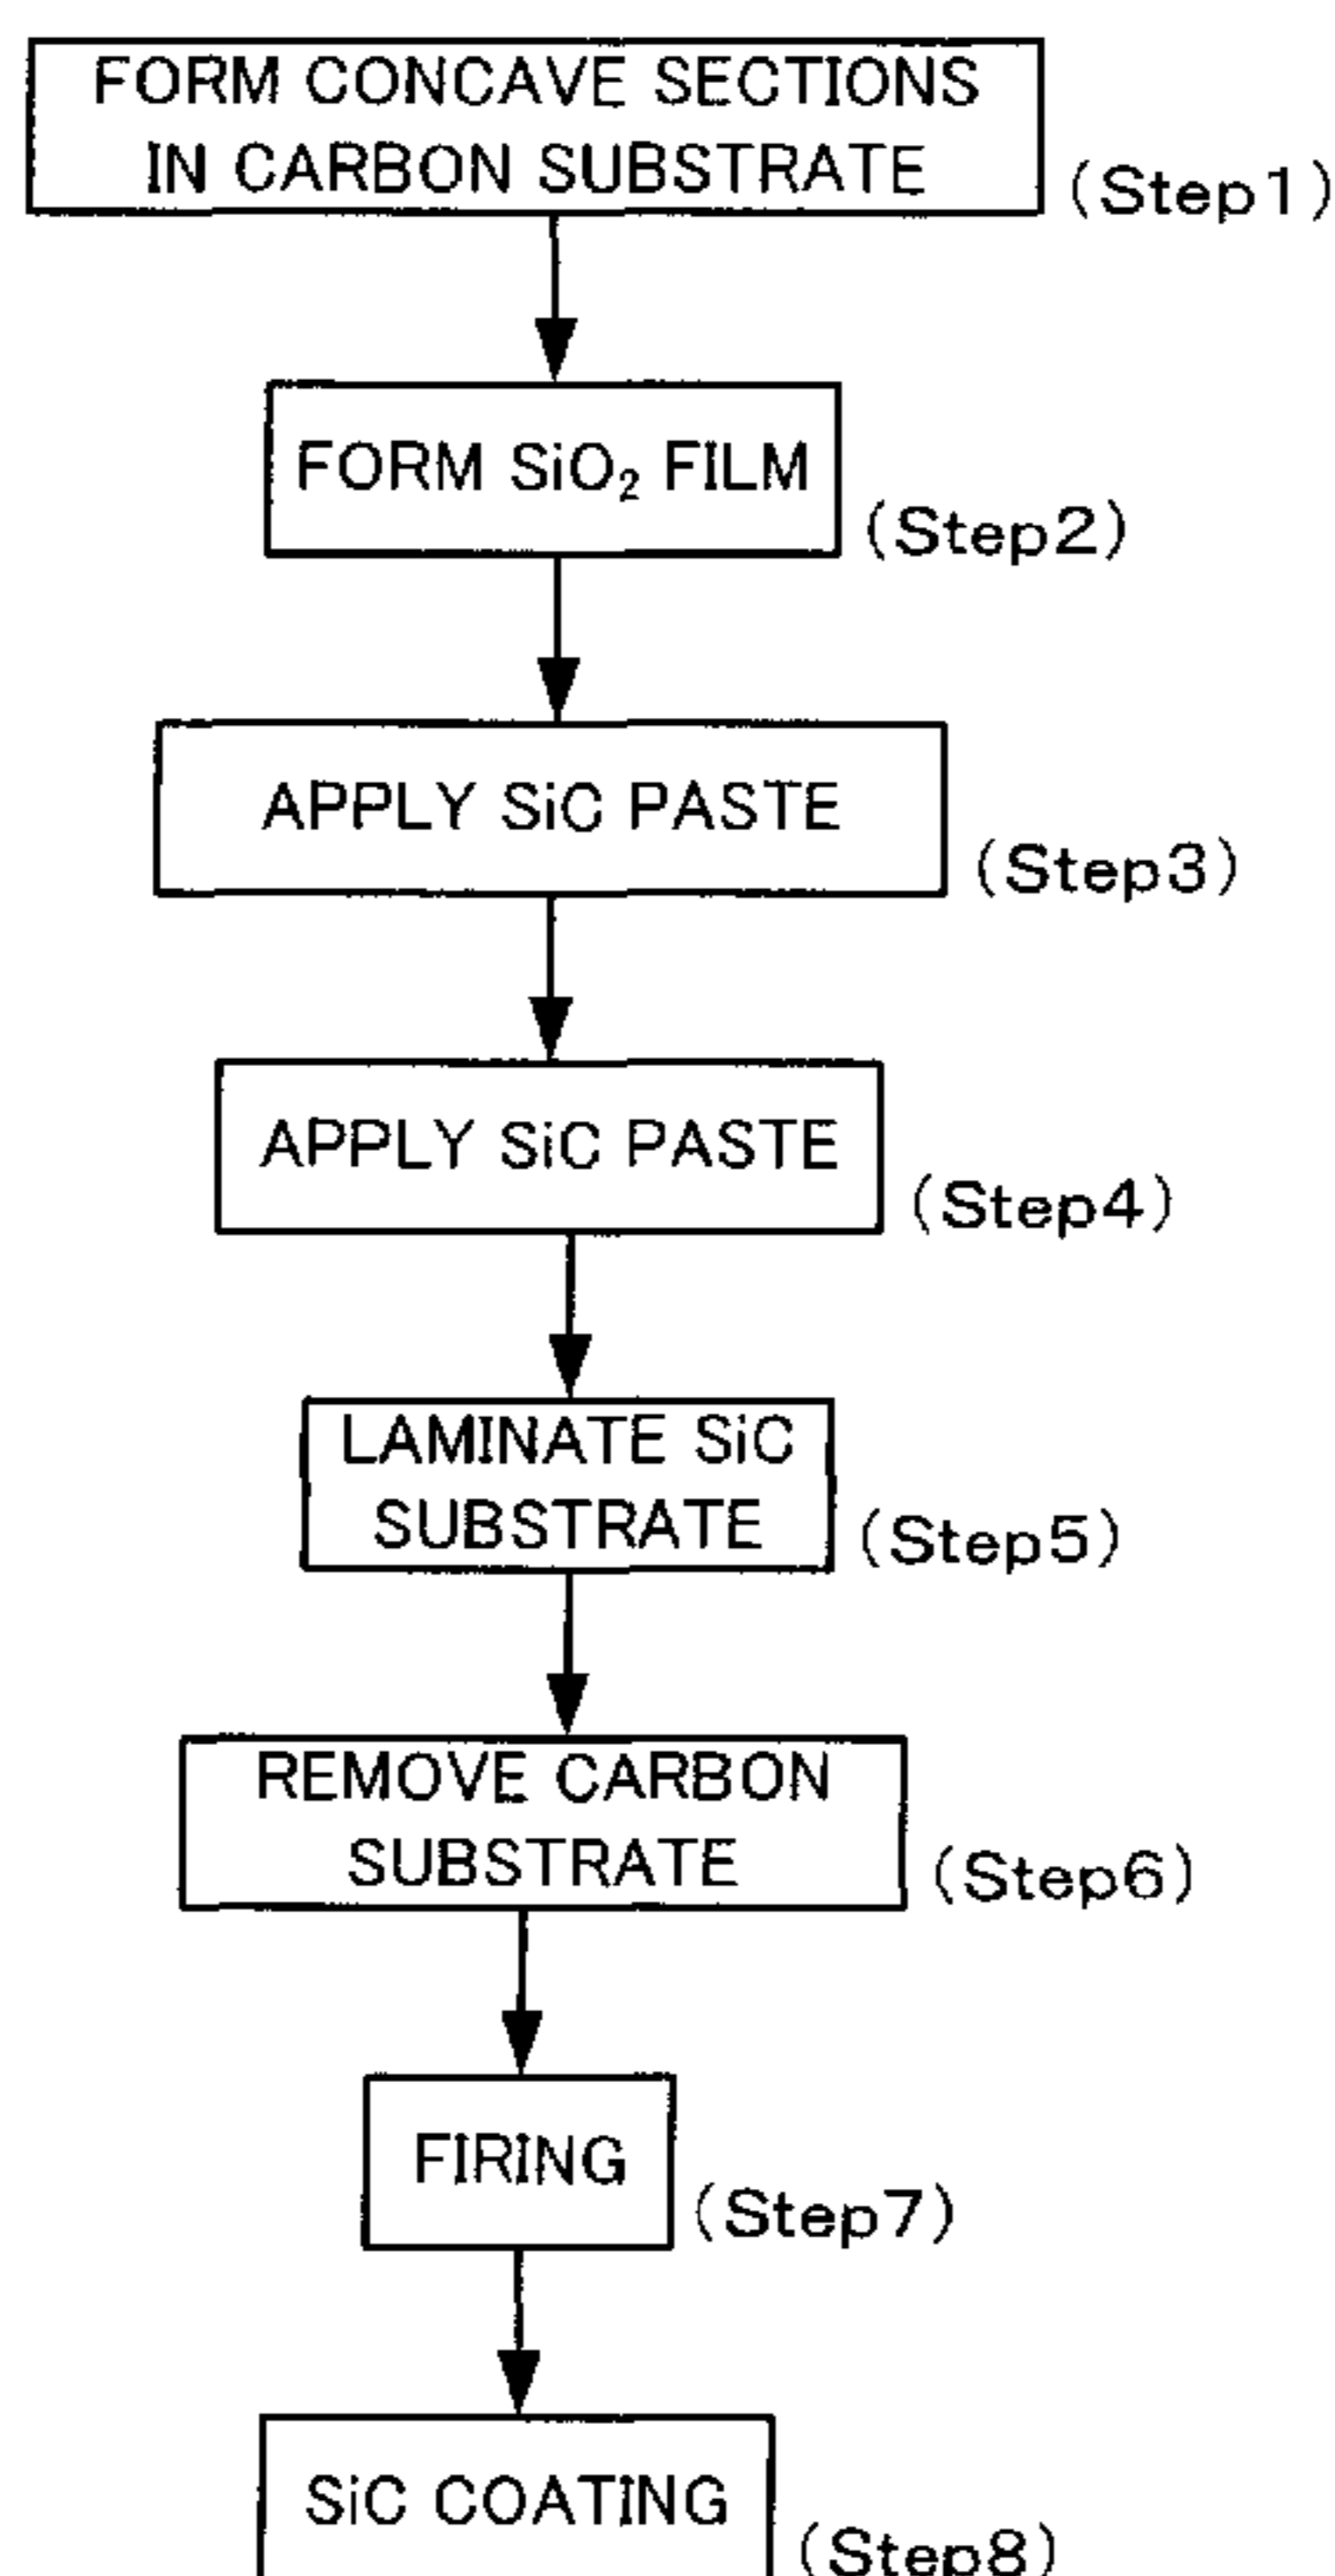 FORM CONCAVE SECTIONS
IN CARBON SUBSTRATE
(Step1)
FORM SiO₂ FILM
(Step2)
APPLY SiC PASTE
(Step3)
APPLY SiC PASTE
(Step4)
LAMINATE SiC
SUBSTRATE
(Step5)
REMOVE CARBON
SUBSTRATE
(Step6)
FIRING
(Step7)
SiC COATING
(Step8)